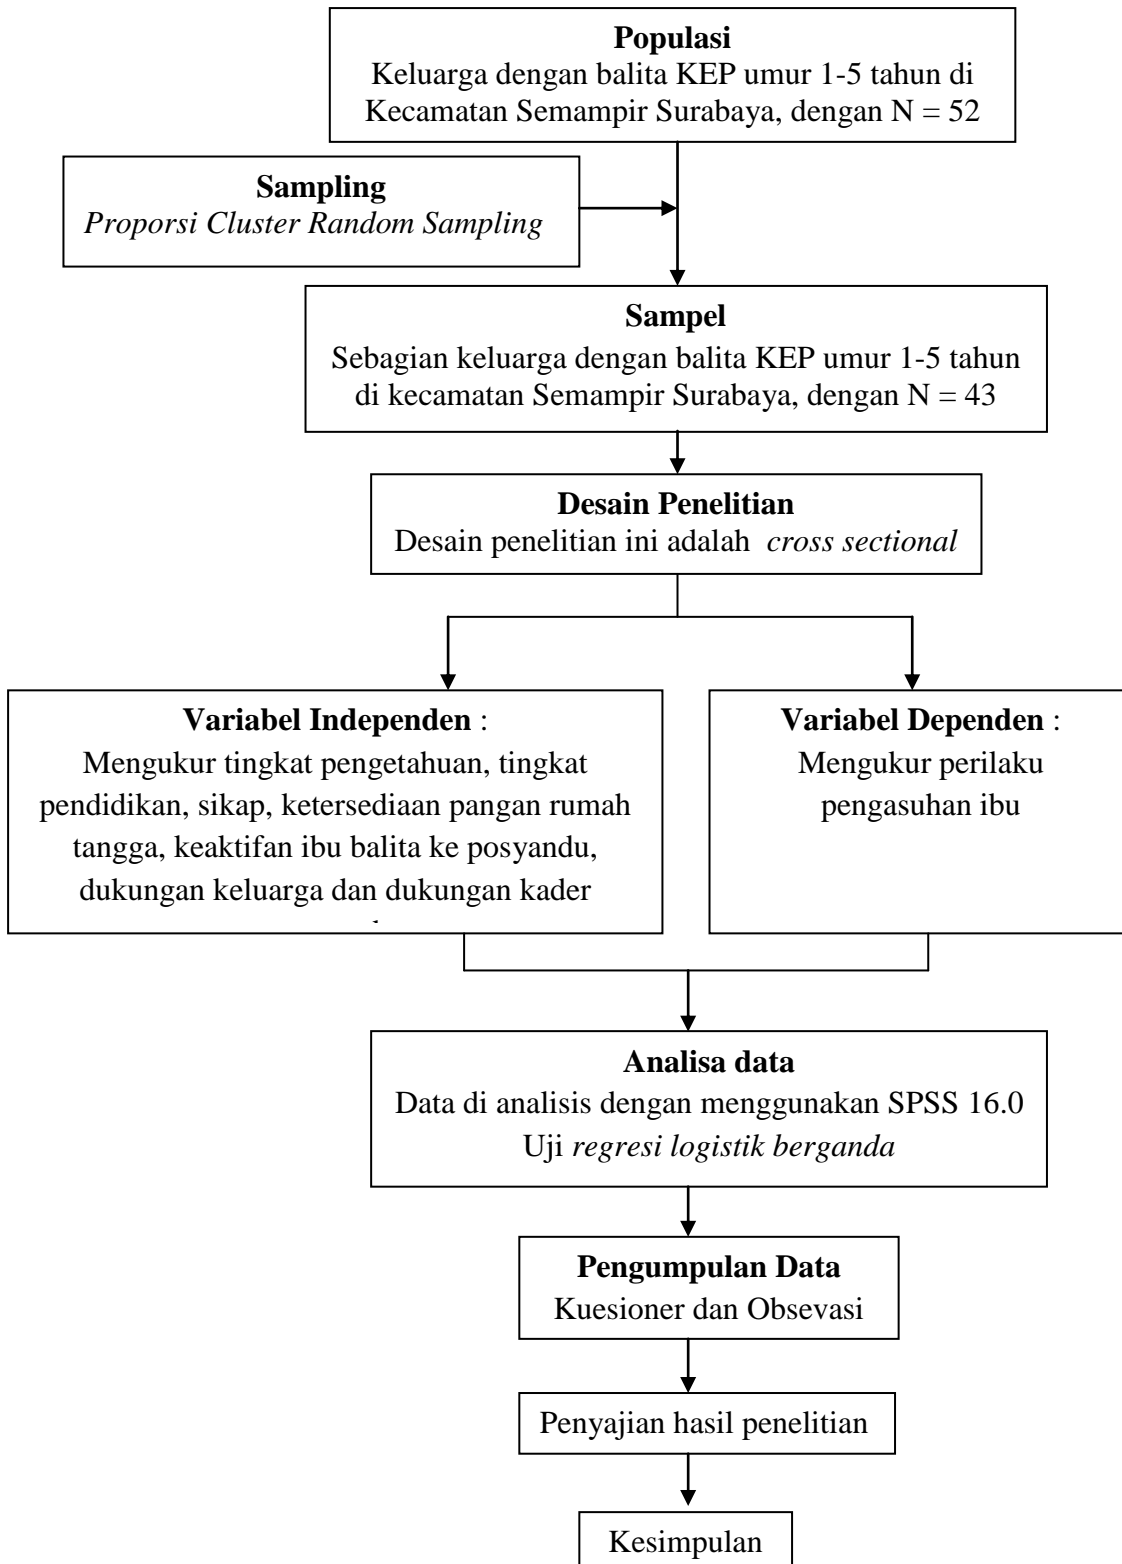 Populasi
Keluarga dengan balita KEP umur 1-5 tahun di
Kecamatan Semampir Surabaya, dengan N = 52
Sampling
Proporsi Cluster Random Sampling
Sampel
Sebagian keluarga dengan balita KEP umur 1-5 tahun
di kecamatan Semampir Surabaya, dengan N = 43
Desain Penelitian
Desain penelitian ini adalah cross sectional
Variabel Independen :
Mengukur tingkat pengetahuan, tingkat
pendidikan, sikap, ketersediaan pangan rumah
tangga, keaktifan ibu balita ke posyandu,
dukungan keluarga dan dukungan kader
Variabel Dependen :
Mengukur perilaku
pengasuhan ibu
Analisa data
Data di analisis dengan menggunakan SPSS 16.0
Uji regresi logistik berganda
Pengumpulan Data
Kuesioner dan Obsevasi
Penyajian hasil penelitian
Kesimpulan